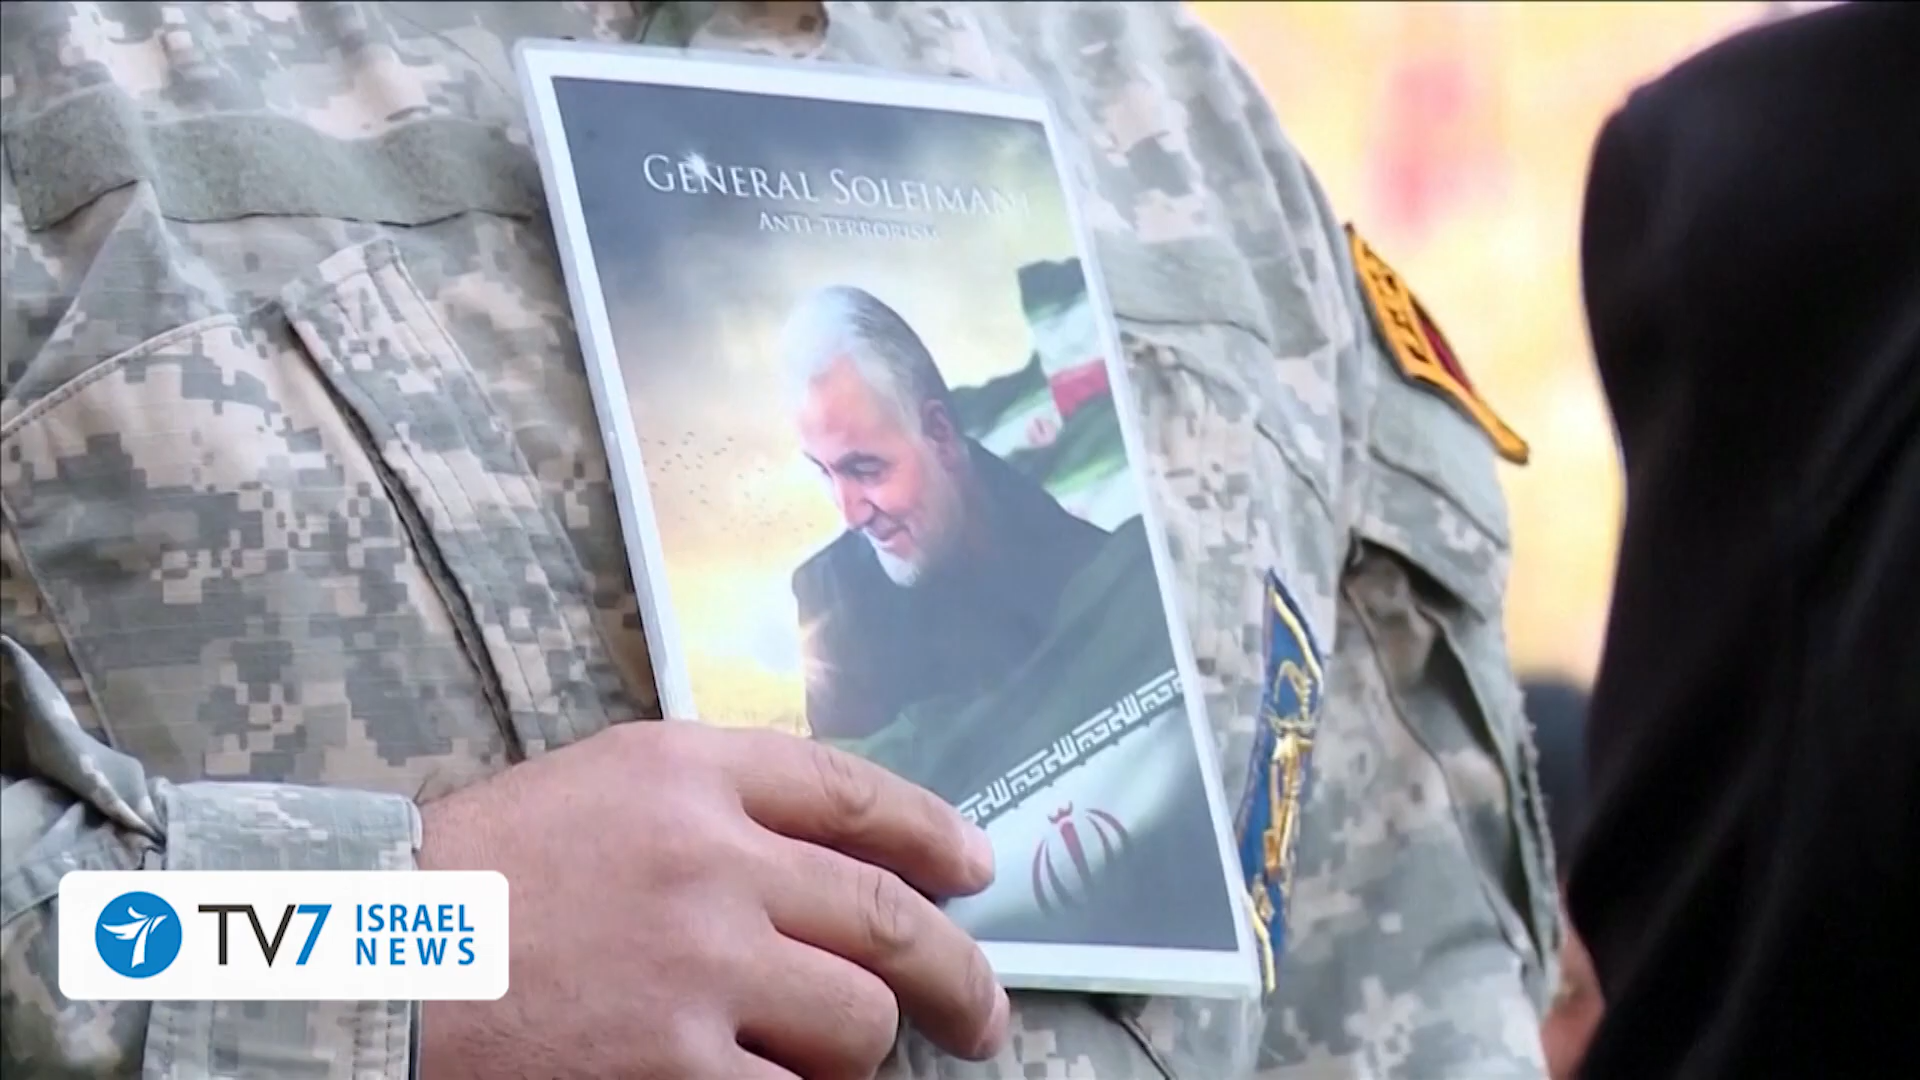 GENERAL SOLEIMANI
ANTI-TERRORISM
TV7 ISRAEL
NEWS